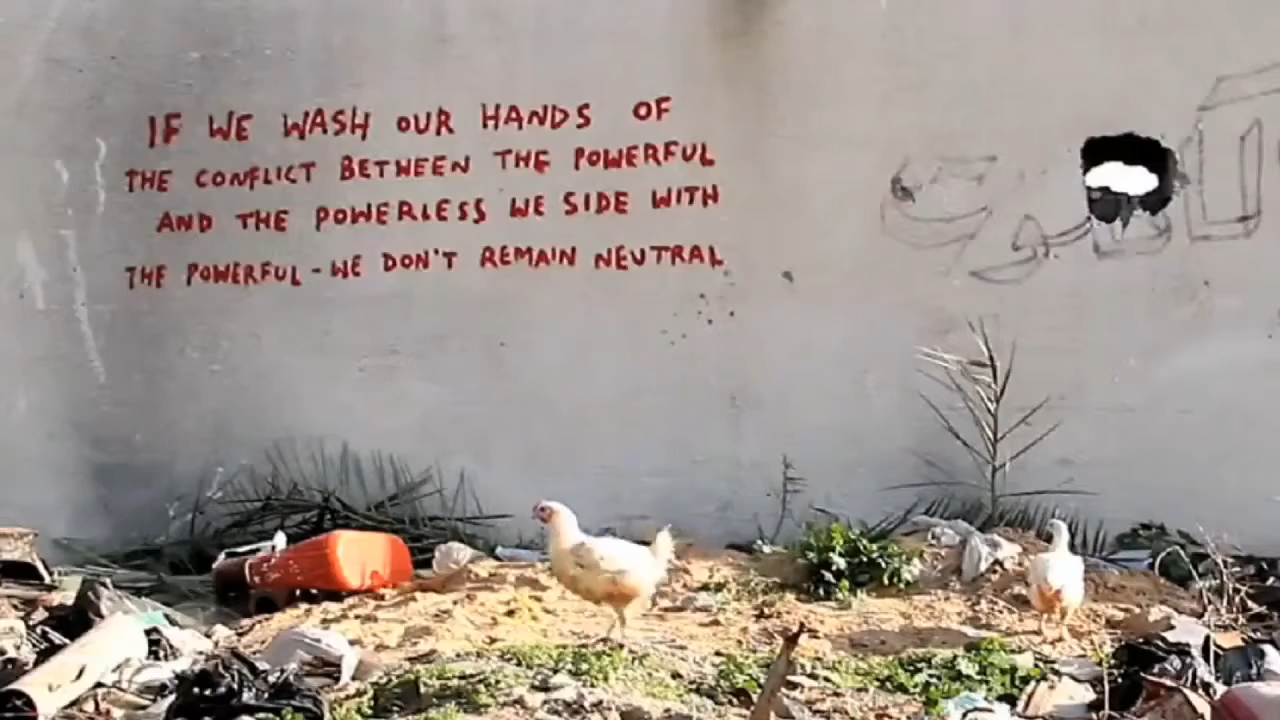 IF WE WASH OUR HANDS OF
THE CONFLICT BETWEEN THE POWERFUL
AND THE POWERLESS WE SIDE WITH
THE POWERFUL - WE DON'T REMAIN NEUTRAL